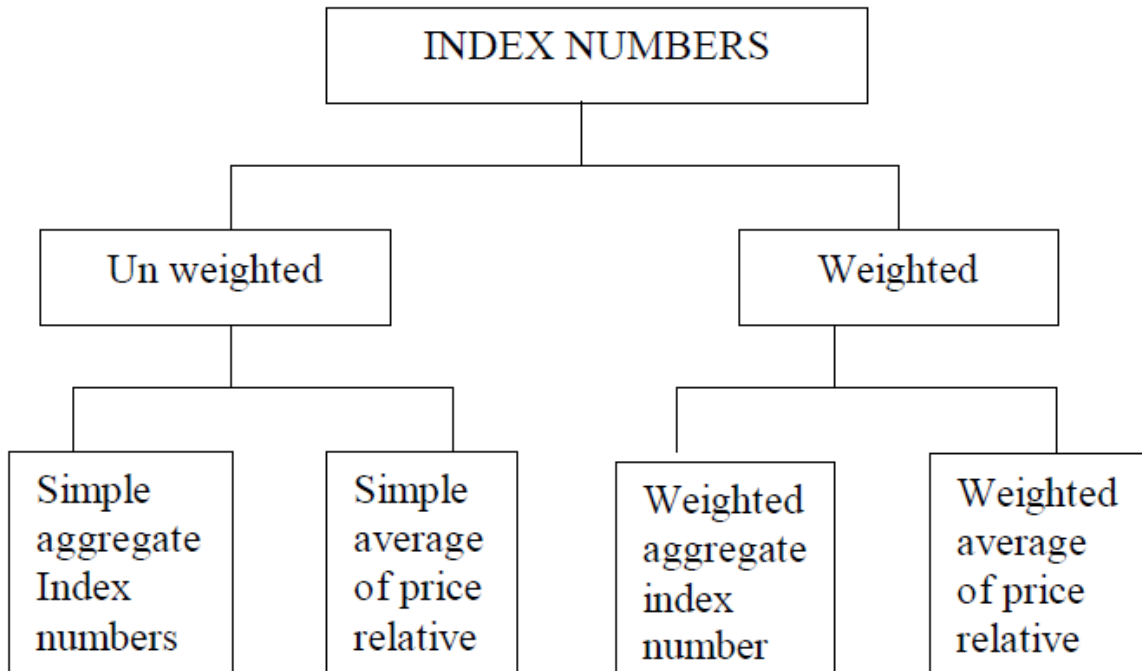 INDEX NUMBERS
Un weighted
Weighted
Simple
aggregate
Index
numbers
Simple
average
of price
relative
Weighted
aggregate
index
number
Weighted
average
of price
relative